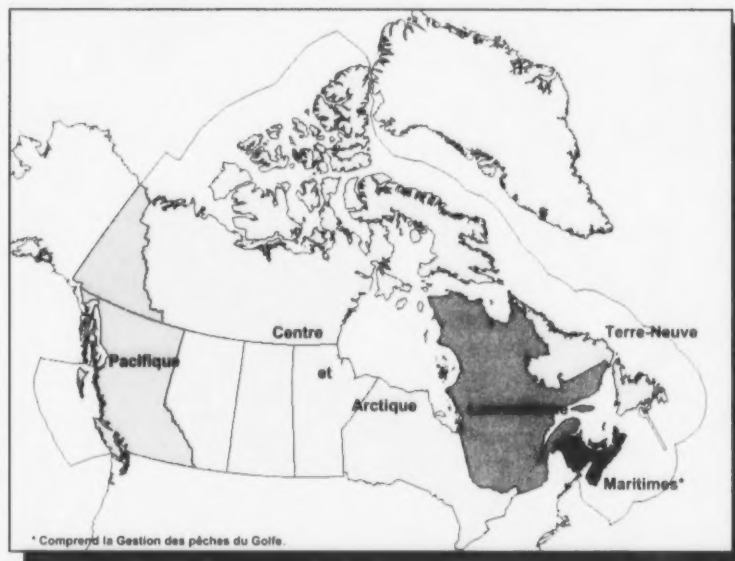 Centre
Terre-Neuve
Pacifique
et
Arctique
Maritimes*
* Comprend la Gestion des pêches du Golfe.